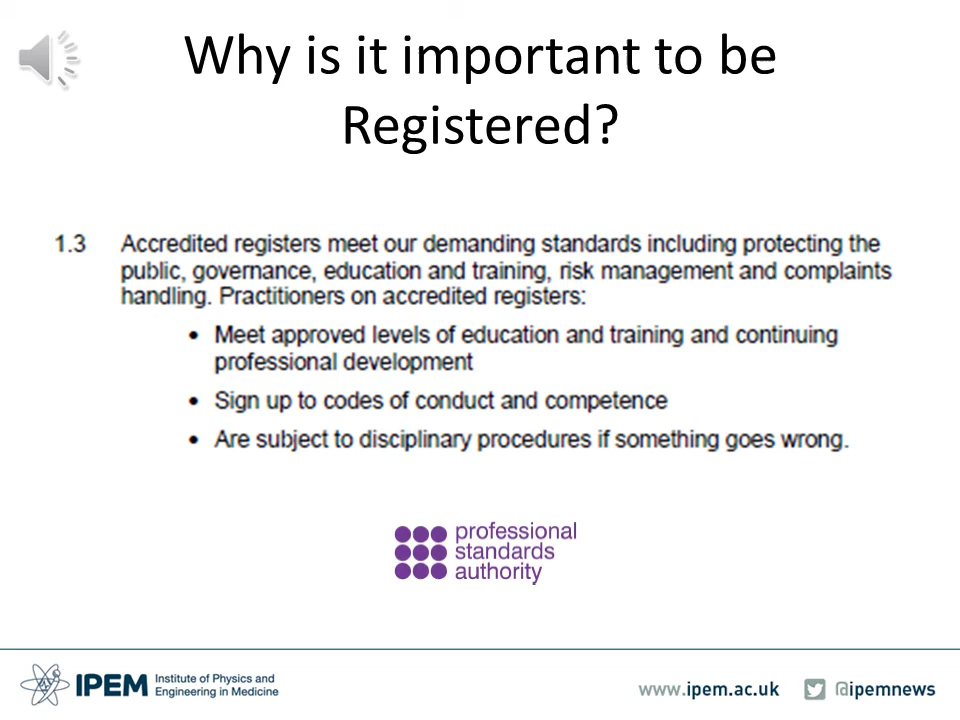 Why is it important to be
Registered?
1.3 Accredited registers meet our demanding standards including protecting the
public, governance, education and training, risk management and complaints
handling. Practitioners on accredited registers:
• Meet approved levels of education and training and continuing
professional development
• Sign up to codes of conduct and competence
• Are subject to disciplinary procedures if something goes wrong.
professional
standards
authority
IPEM Institute of Physics and
Engineering in Medicine
www.ipem.ac.uk @ipemnews